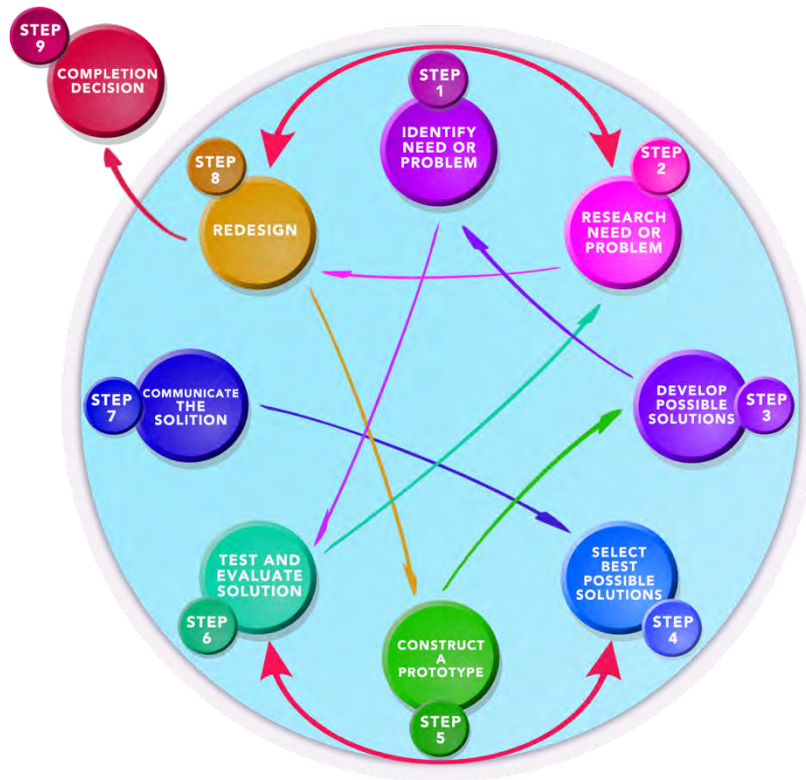 STEP
1
IDENTIFY
NEED OR
PROBLEM
STEP
2
RESEARCH
NEED OR
PROBLEM
DEVELOP
POSSIBLE
SOLUTIONS
STEP
3
SELECT
BEST
POSSIBLE
SOLUTIONS
STEP
4
CONSTRUCT
A
PROTOTYPE
STEP
5
TEST AND
EVALUATE
SOLUTION
STEP
6
STEP
7
COMMUNICATE
THE
SOLITION
STEP
8
REDESIGN
STEP
9
COMPLETION
DECISION